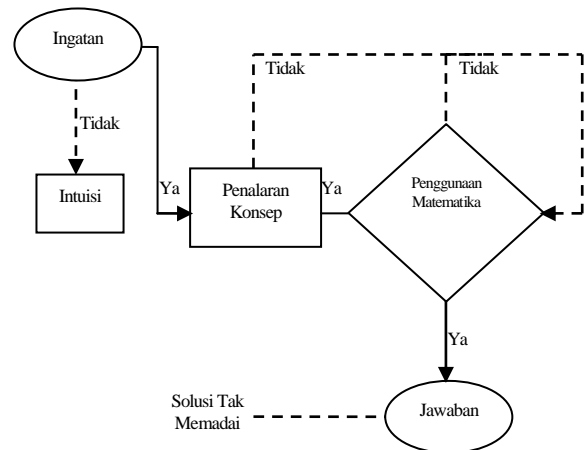 Ingatan
Tidak
Tidak
Tidak
Intuisi
Ya
Penalaran
Konsep
Ya
Penggunaan
Matematika
Ya
Solusi Tak
Memadai
Jawaban